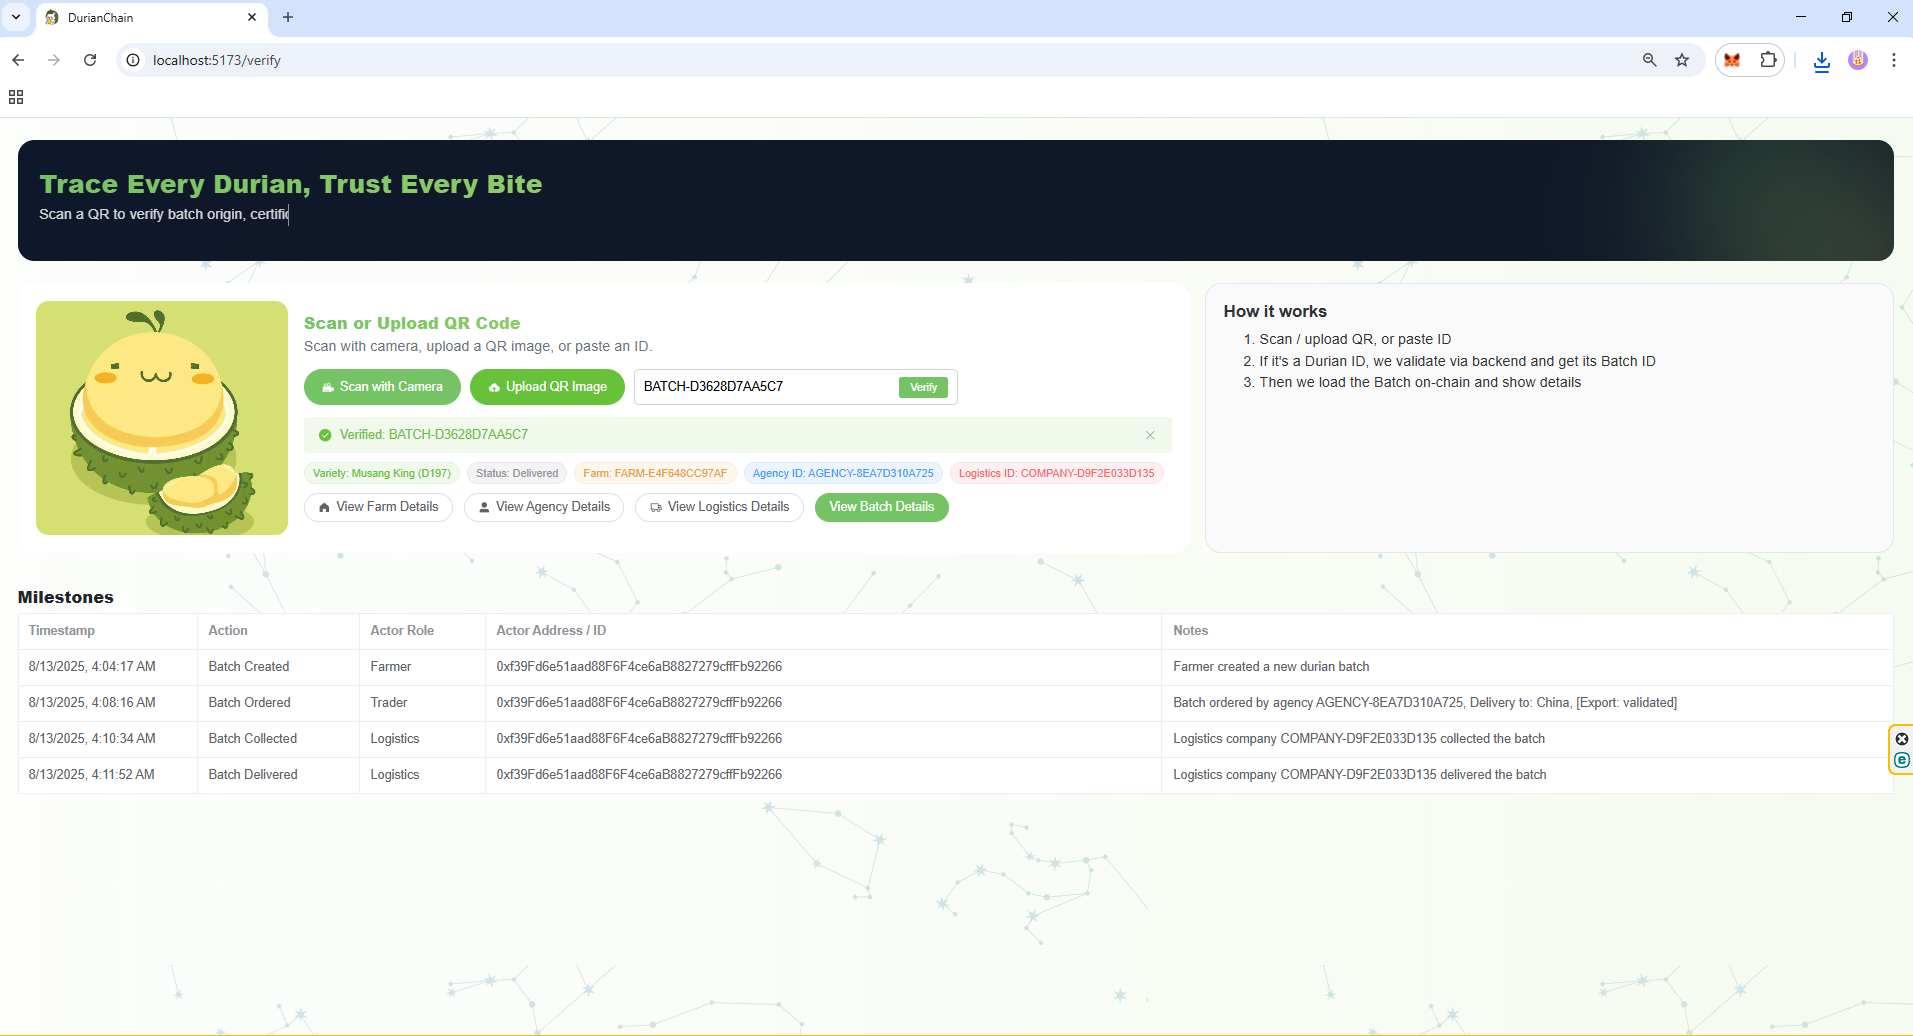 DurianChain
localhost:5173/verify
Trace Every Durian, Trust Every Bite
Scan a QR to verify batch origin, certific
Scan or Upload QR Code
Scan with camera, upload a QR image, or paste an ID.
Scan with Camera
Upload QR Image
BATCH-D3628D7AA5C7
Verify
Verified: BATCH-D3628D7AA5C7
Variety: Musang King (D197)
Status: Delivered
Farm: FARM-E4F648CC97AF
Agency ID: AGENCY-8EA7D310A725
Logistics ID: COMPANY-D9F2E033D135
View Farm Details
View Agency Details
View Logistics Details
View Batch Details
How it works
1. Scan / upload QR, or paste ID
2. If it's a Durian ID, we validate via backend and get its Batch ID
3. Then we load the Batch on-chain and show details
Milestones
Timestamp Action Actor Role Actor Address / ID Notes
8/13/2025, 4:04:17 AM Batch Created Farmer 0xf39Fd6e51aad88F6F4ce6aB8827279cffFb92266 Farmer created a new durian batch
8/13/2025, 4:08:16 AM Batch Ordered Trader 0xf39Fd6e51aad88F6F4ce6aB8827279cffFb92266 Batch ordered by agency AGENCY-8EA7D310A725, Delivery to: China, [Export: validated]
8/13/2025, 4:10:34 AM Batch Collected Logistics 0xf39Fd6e51aad88F6F4ce6aB8827279cffFb92266 Logistics company COMPANY-D9F2E033D135 collected the batch
8/13/2025, 4:11:52 AM Batch Delivered Logistics 0xf39Fd6e51aad88F6F4ce6aB8827279cffFb92266 Logistics company COMPANY-D9F2E033D135 delivered the batch